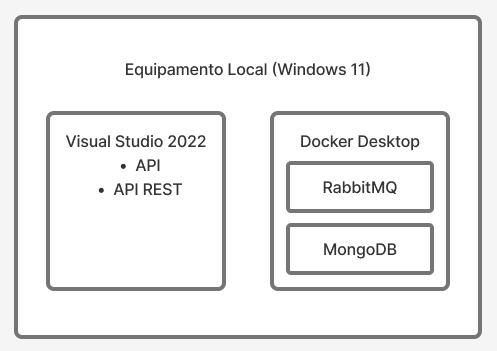 Equipamento Local (Windows 11)
Visual Studio 2022
• API
• API REST
Docker Desktop
RabbitMQ
MongoDB